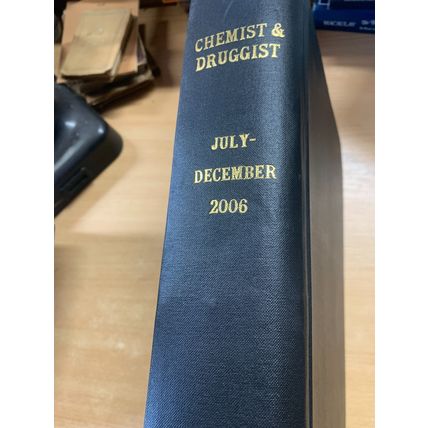 CHEMIST &
DRUGGIST
JULY-
DECEMBER
2006